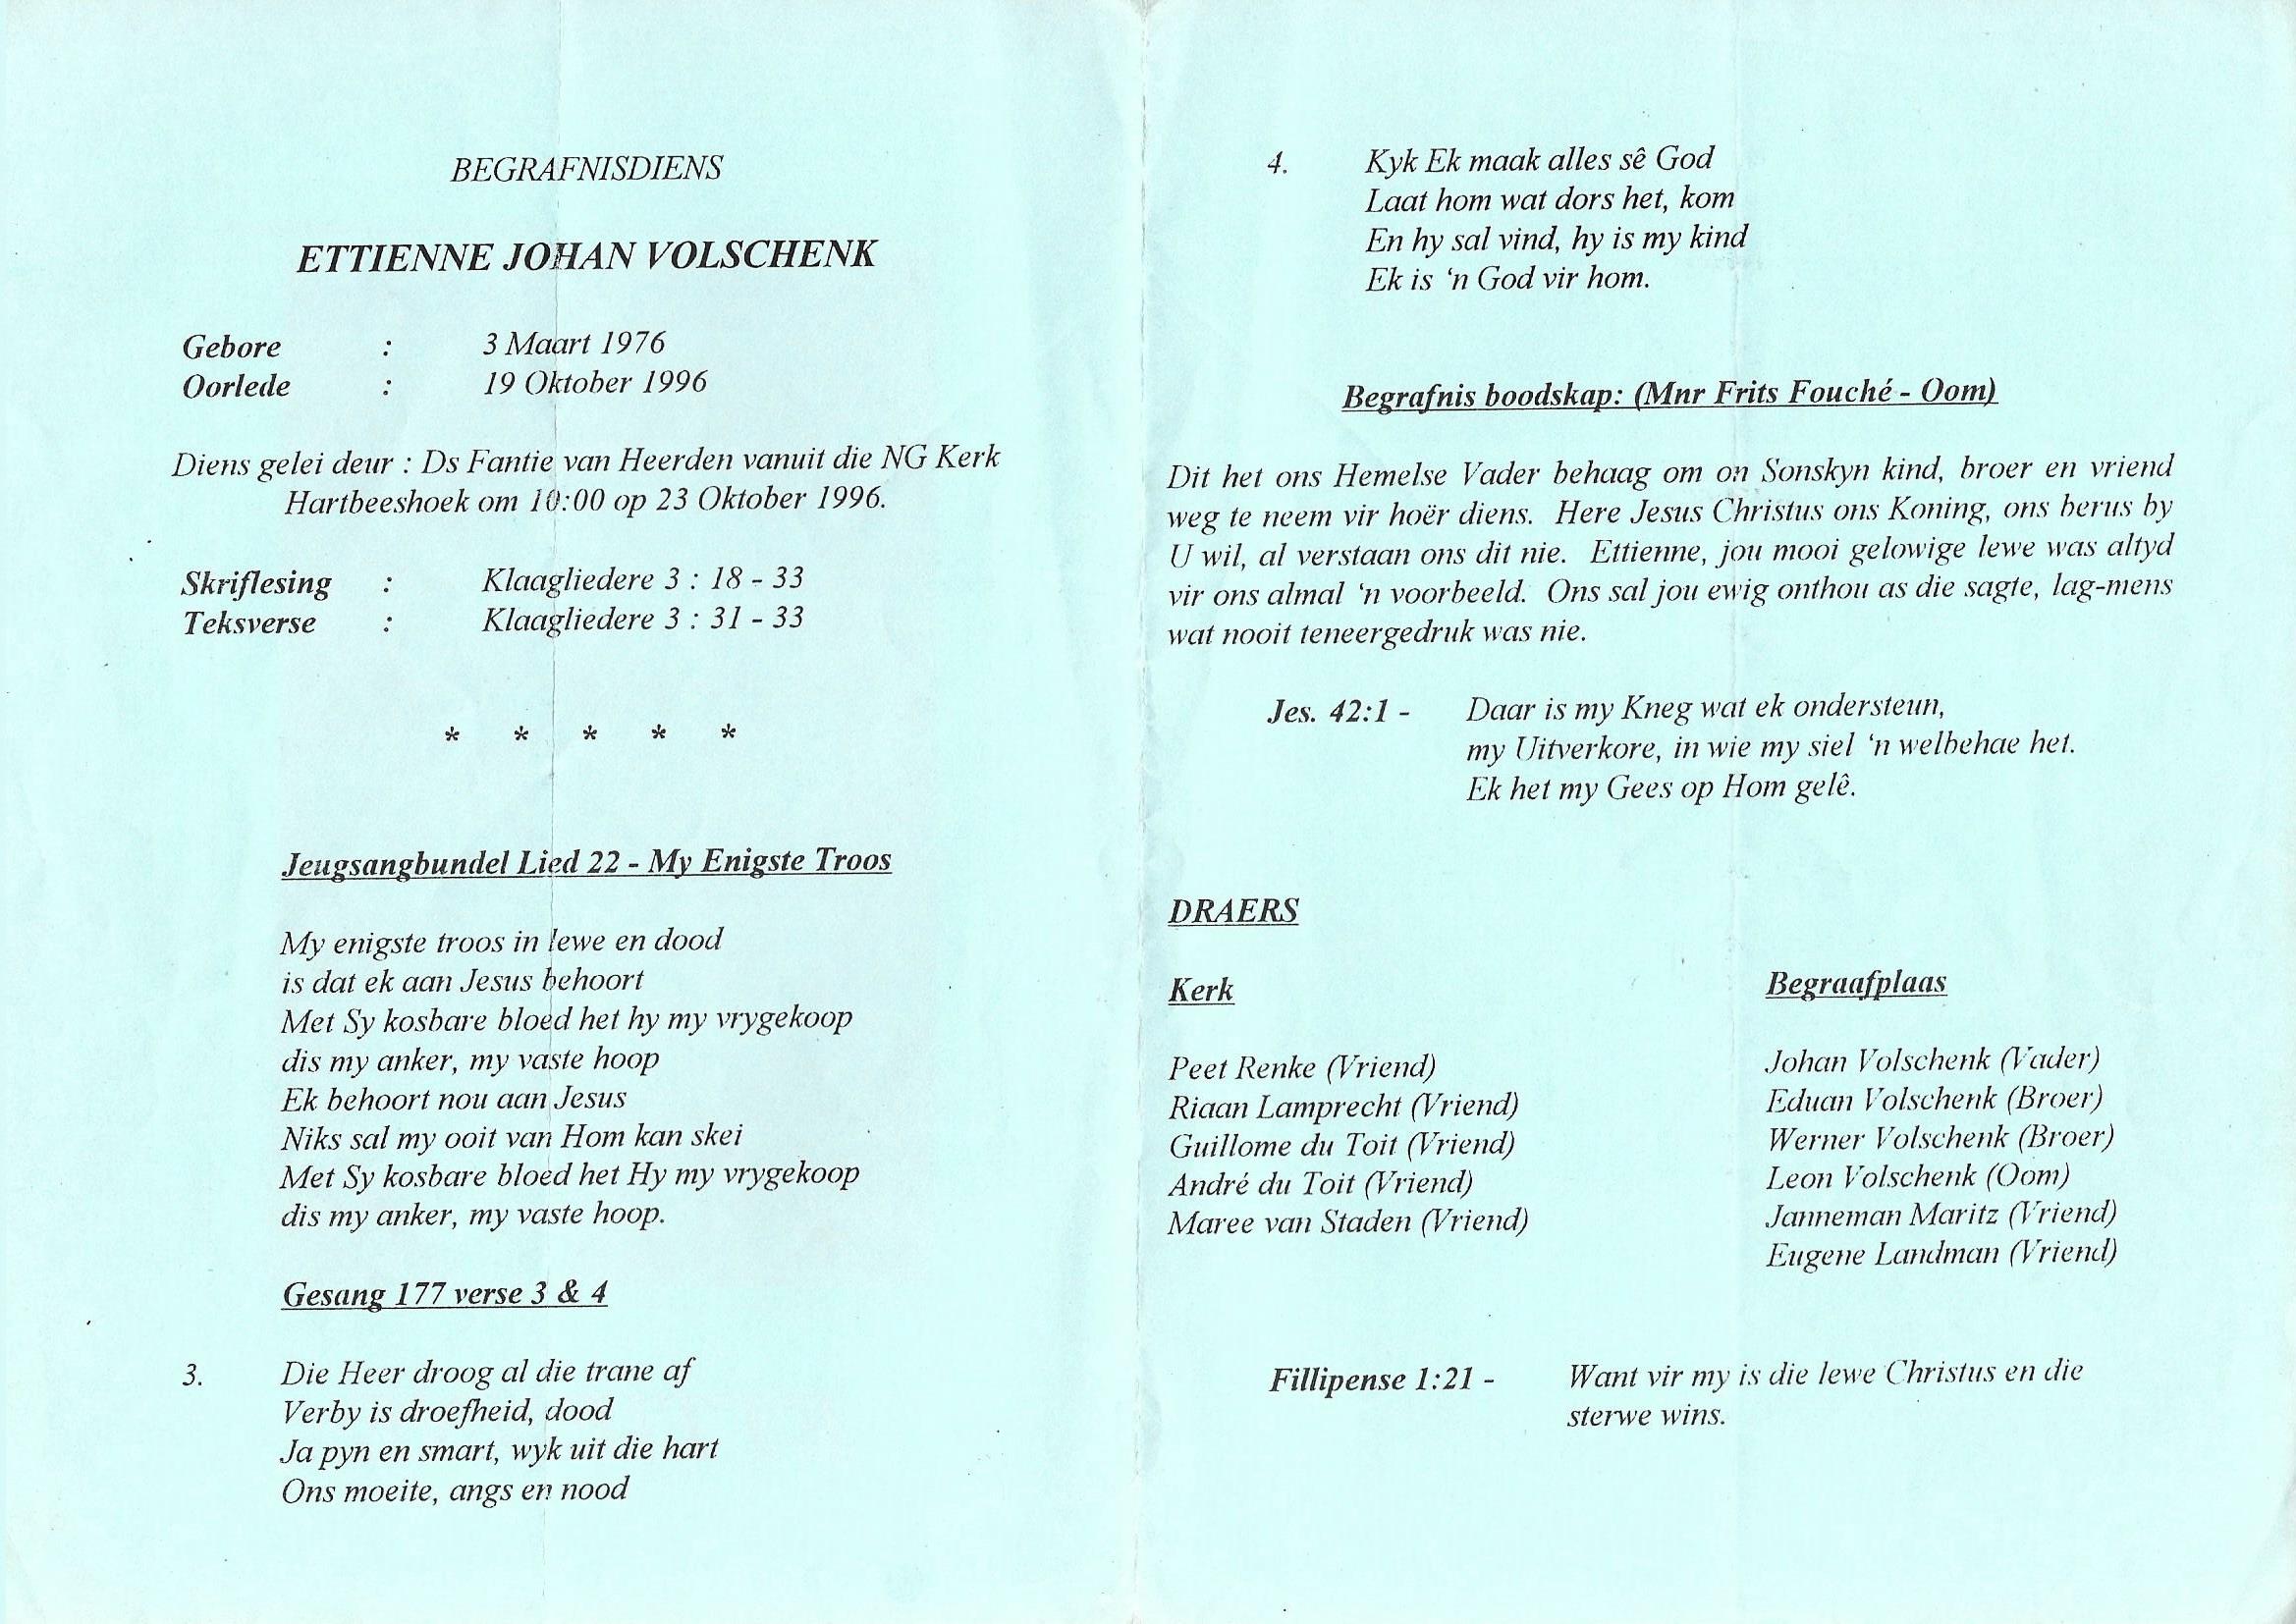 BEGRAFNISDIENS
ETTIENNE JOHAN VOLSCHENK
Gebore : 3 Maart 1976
Oorlede : 19 Oktober 1996
Diens gelei deur : Ds Fantie van Heerden vanuit die NG Kerk
Hartbeeshoek om 10:00 op 23 Oktober 1996.
Skriflesing : Klaagliedere 3 : 18 - 33
Teksverse : Klaagliedere 3 : 31 - 33
* * * * *
Jeugsangbundel Lied 22 - My Enigste Troos
My enigste troos in lewe en dood
is dat ek aan Jesus behoort
Met Sy kosbare bloed het hy my vrygekoop
dis my anker, my vaste hoop
Ek behoort nou aan Jesus
Niks sal my ooit van Hom kan skei
Met Sy kosbare bloed het Hy my vrygekoop
dis my anker, my vaste hoop.
Gesang 177 verse 3 & 4
3. Die Heer droog al die trane af
Verby is droefheid, dood
Ja pyn en smart, wyk uit die hart
Ons moeite, angs en nood
4. Kyk Ek maak alles sê God
Laat hom wat dors het, kom
En hy sal vind, hy is my kind
Ek is ‘n God vir hom.
Begrafnis boodskap: (Mnr Frits Fouché - Oom)
Dit het ons Hemelse Vader behaag om on Sonskyn kind, broer en vriend
weg te neem vir hoër diens. Here Jesus Christus ons Koning, ons berus by
U wil, al verstaan ons dit nie. Ettienne, jou mooi gelowige lewe was altyd
vir ons almal ‘n voorbeeld. Ons sal jou ewig onthou as die sagte, lag-mens
wat nooit teneergedruk was nie.
Jes. 42:1 - Daar is my Kneg wat ek ondersteun,
my Uitverkore, in wie my siel ‘n welbehae het.
Ek het my Gees op Hom gelê.
DRAERS
Kerk
Peet Renke (Vriend)
Riaan Lamprecht (Vriend)
Guillome du Toit (Vriend)
André du Toit (Vriend)
Maree van Staden (Vriend)
Begraafplaas
Johan Volschenk (Vader)
Eduan Volschenk (Broer)
Werner Volschenk (Broer)
Leon Volschenk (Oom)
Janneman Maritz (Vriend)
Eugene Landman (Vriend)
Fillipense 1:21 - Want vir my is die lewe Christus en die
sterwe wins.